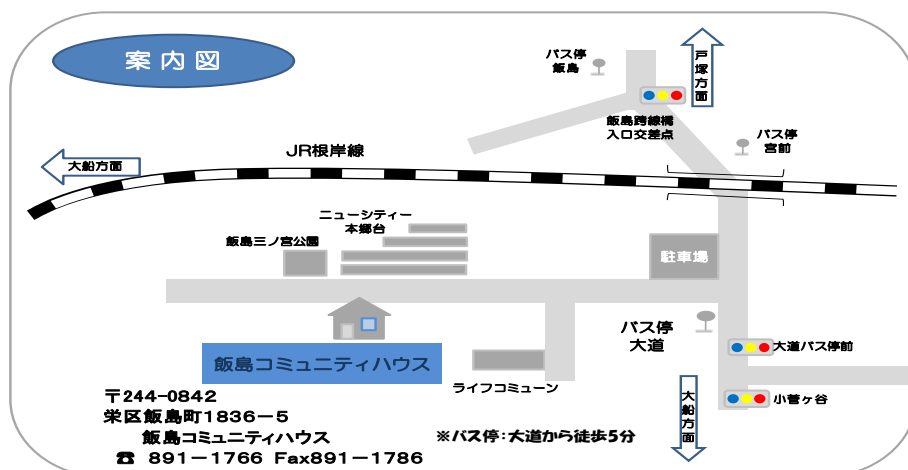 案内図
バス停
飯島
戸塚方面
飯島跨線橋
入口交差点
バス停
宮前
JR根岸線
大船方面
ニューシティー
本郷台
飯島三ノ宮公園
駐車場
バス停
大道
大道バス停前
飯島コミュニティハウス
ライフコミューン
大船方面
小菅ヶ谷
〒244-0842
栄区飯島町1836－5
飯島コミュニティハウス
※バス停：大道から徒歩5分
☎ 891－1766 Fax891－1786